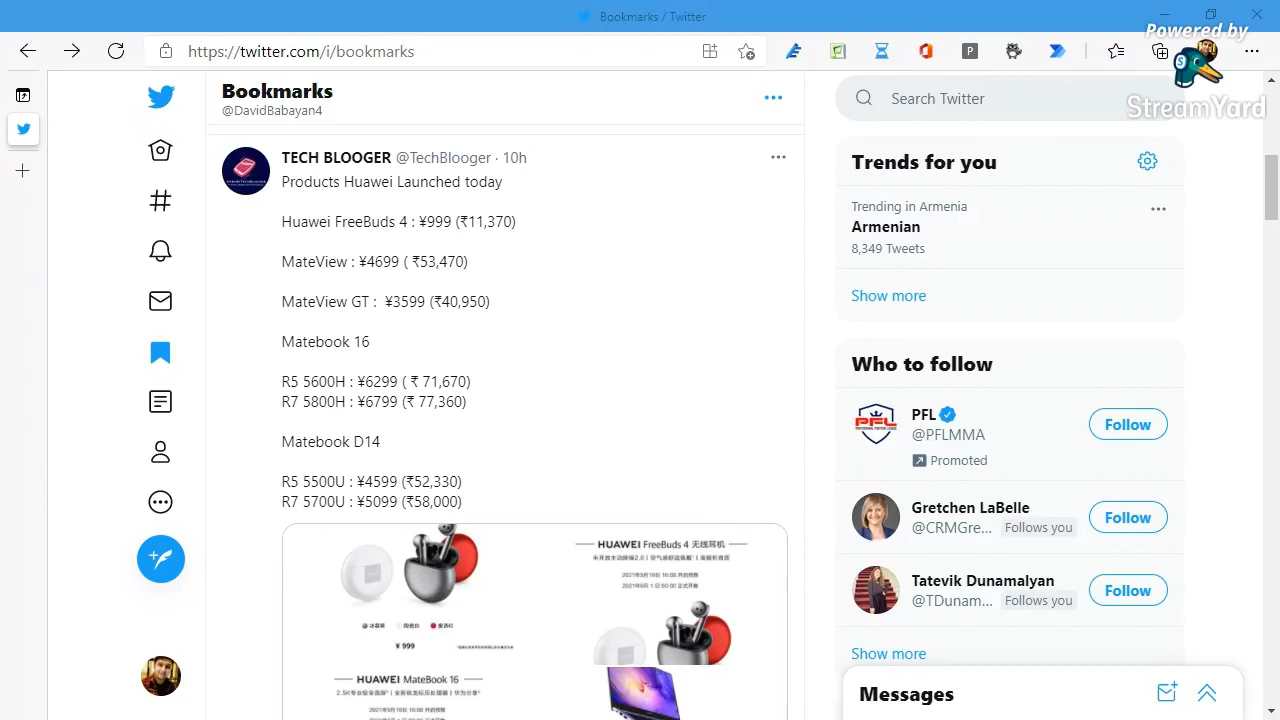 Bookmarks / Twitter
Powered by
https://twitter.com/i/bookmarks
StreamYard
Bookmarks
@DavidBabayan4
Search Twitter
TECH BLOOGER @TechBlooger · 10h
Products Huawei Launched today
Huawei FreeBuds 4 : ¥999 (₹11,370)
MateView : ¥4699 ( ₹53,470)
MateView GT : ¥3599 (₹40,950)
Matebook 16
R5 5600H : ¥6299 ( ₹ 71,670)
R7 5800H : ¥6799 (₹ 77,360)
Matebook D14
R5 5500U : ¥4599 (₹52,330)
R7 5700U : ¥5099 (₹58,000)
¥ 999
HUAWEI FreeBuds 4 无线耳机
HUAWEI MateBook 16
Trends for you
Trending in Armenia
Armenian
8,349 Tweets
Show more
Who to follow
PFL
@PFLMMA
Promoted
Follow
Gretchen LaBelle
@CRMGre... Follows you
Follow
Tatevik Dunamalyan
@TDunam... Follows you
Follow
Show more
Messages